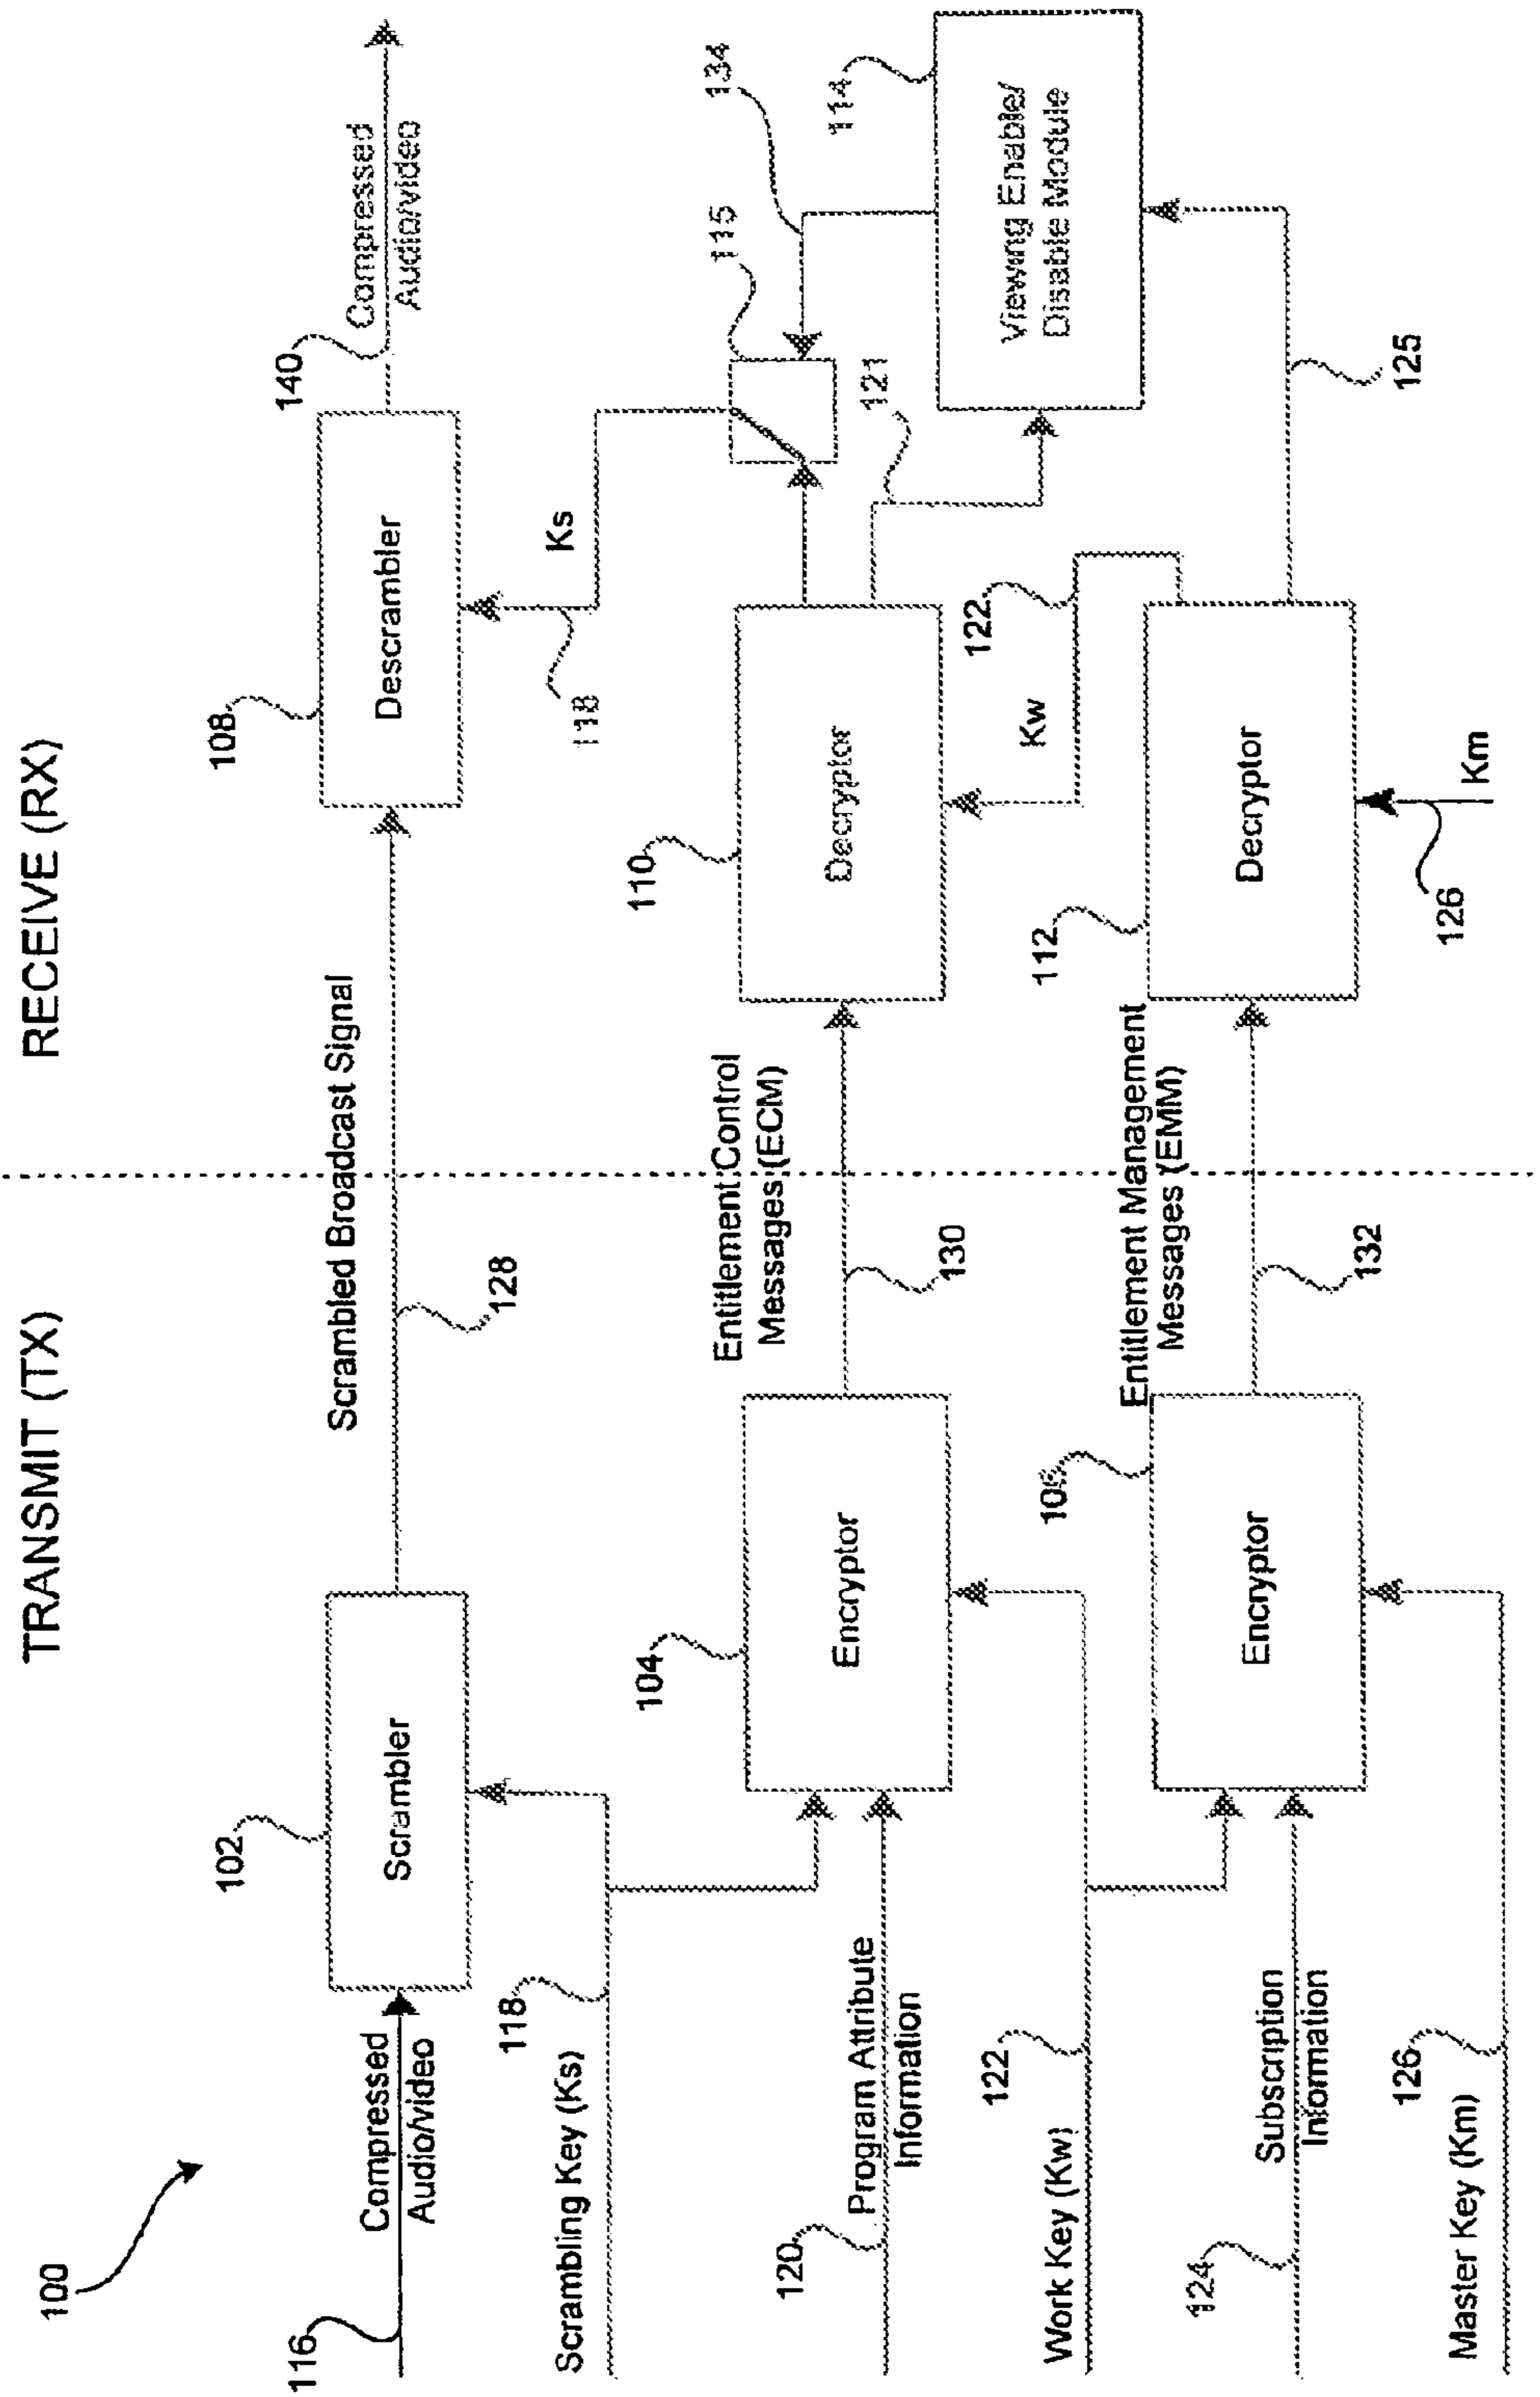 TRANSMIT (TX)
RECEIVE (RX)
100
116
Compressed
Audio/video
102
Scrambler
Scrambled Broadcast Signal
128
108
Descrambler
140
Compressed
Audio/video
Scrambling Key (Ks)
118
118
Ks
115
134
120
Program Attribute
Information
104
Encryptor
Entitlement Control
Messages (ECM)
130
110
Decryptor
121
114
Viewing Enable/
Disable Module
Work Key (Kw)
122
Kw
122
124
Subscription
Information
106
Encryptor
Entitlement Management
Messages (EMM)
132
112
Decryptor
125
Master Key (Km)
126
126
Km